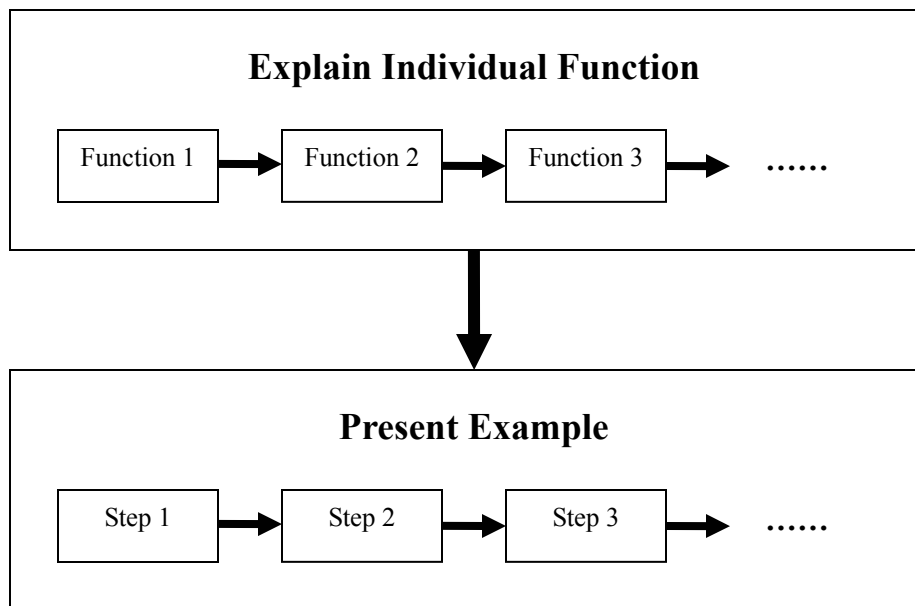 Explain Individual Function
Function 1 Function 2 Function 3 ......
Present Example
Step 1 Step 2 Step 3 ......